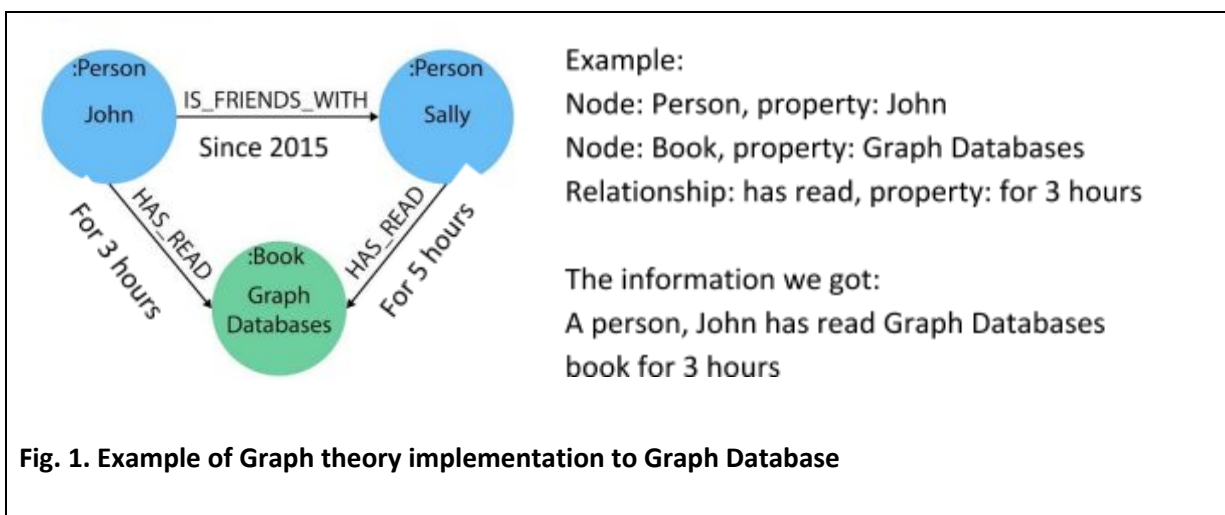 :Person
John
IS_FRIENDS_WITH
Since 2015
:Person
Sally
HAS_READ
For 3 hours
HAS_READ
For 5 hours
:Book
Graph
Databases
Example:
Node: Person, property: John
Node: Book, property: Graph Databases
Relationship: has read, property: for 3 hours
The information we got:
A person, John has read Graph Databases
book for 3 hours
Fig. 1. Example of Graph theory implementation to Graph Database